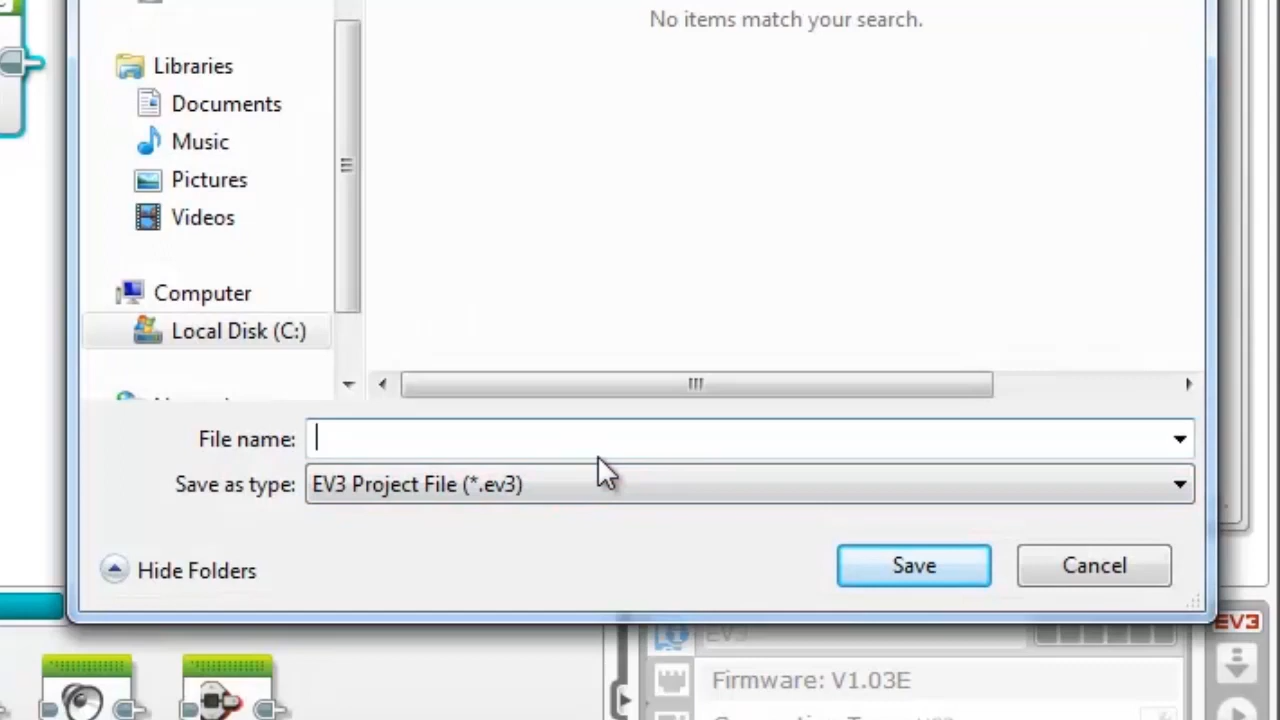 No items match your search.
Libraries
Documents
Music
Pictures
Videos
Computer
Local Disk (C:)
File name:
Save as type: EV3 Project File (*.ev3)
Hide Folders
Save
Cancel
EV3
EV3
Firmware: V1.03E